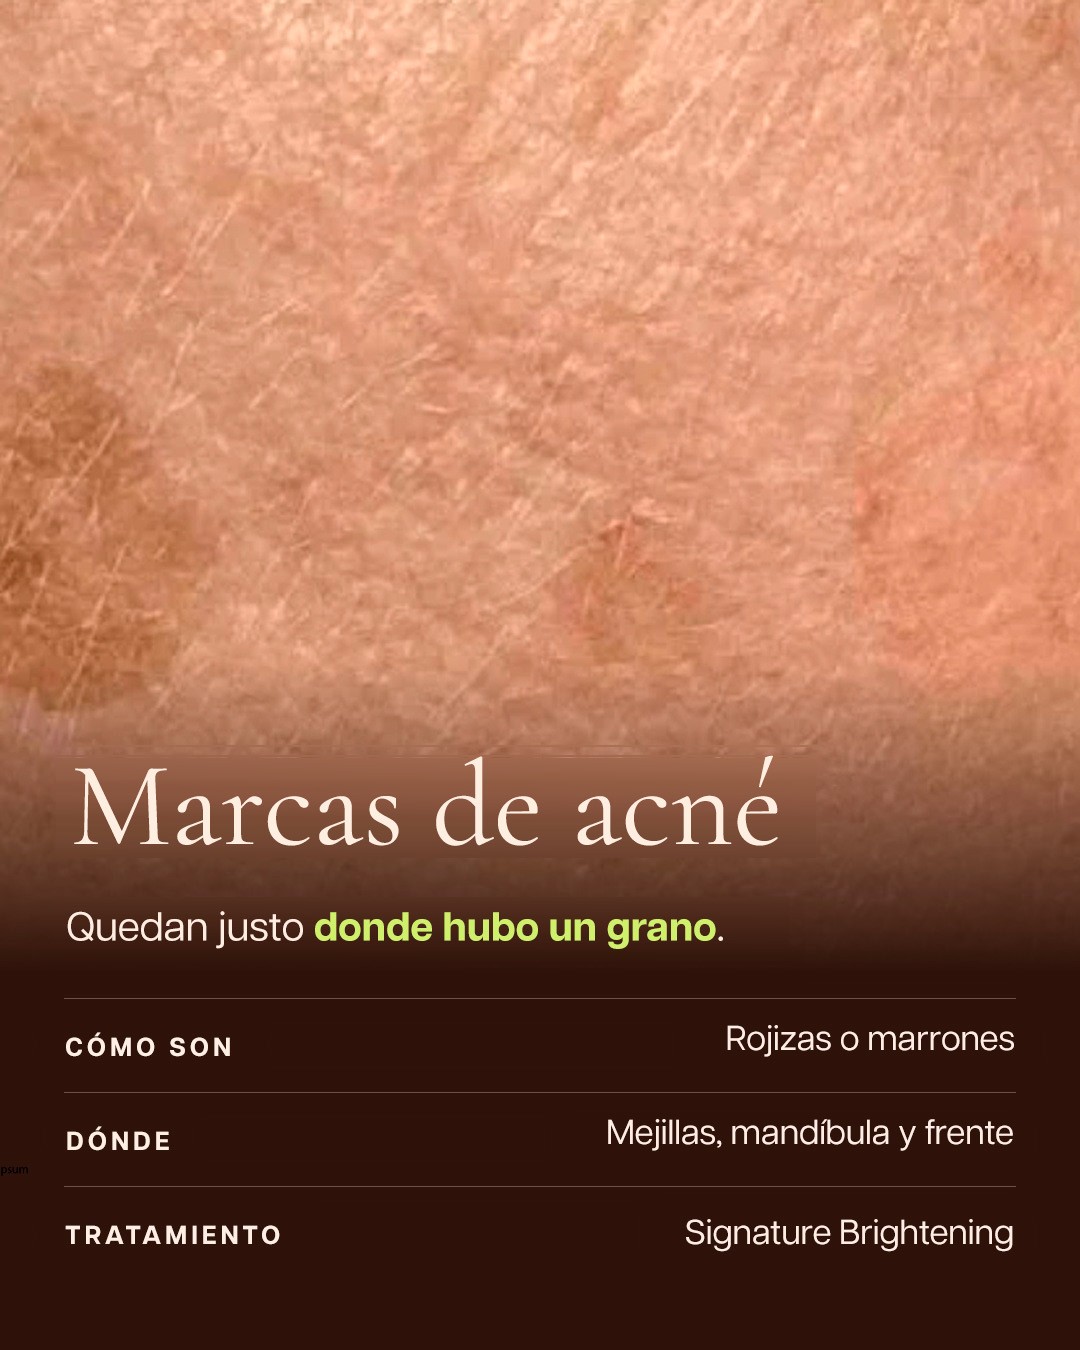 Marcas de acné
Quedan justo donde hubo un grano.
CÓMO SON
Rojizas o marrones
DÓNDE
Mejillas, mandíbula y frente
psum
TRATAMIENTO
Signature Brightening